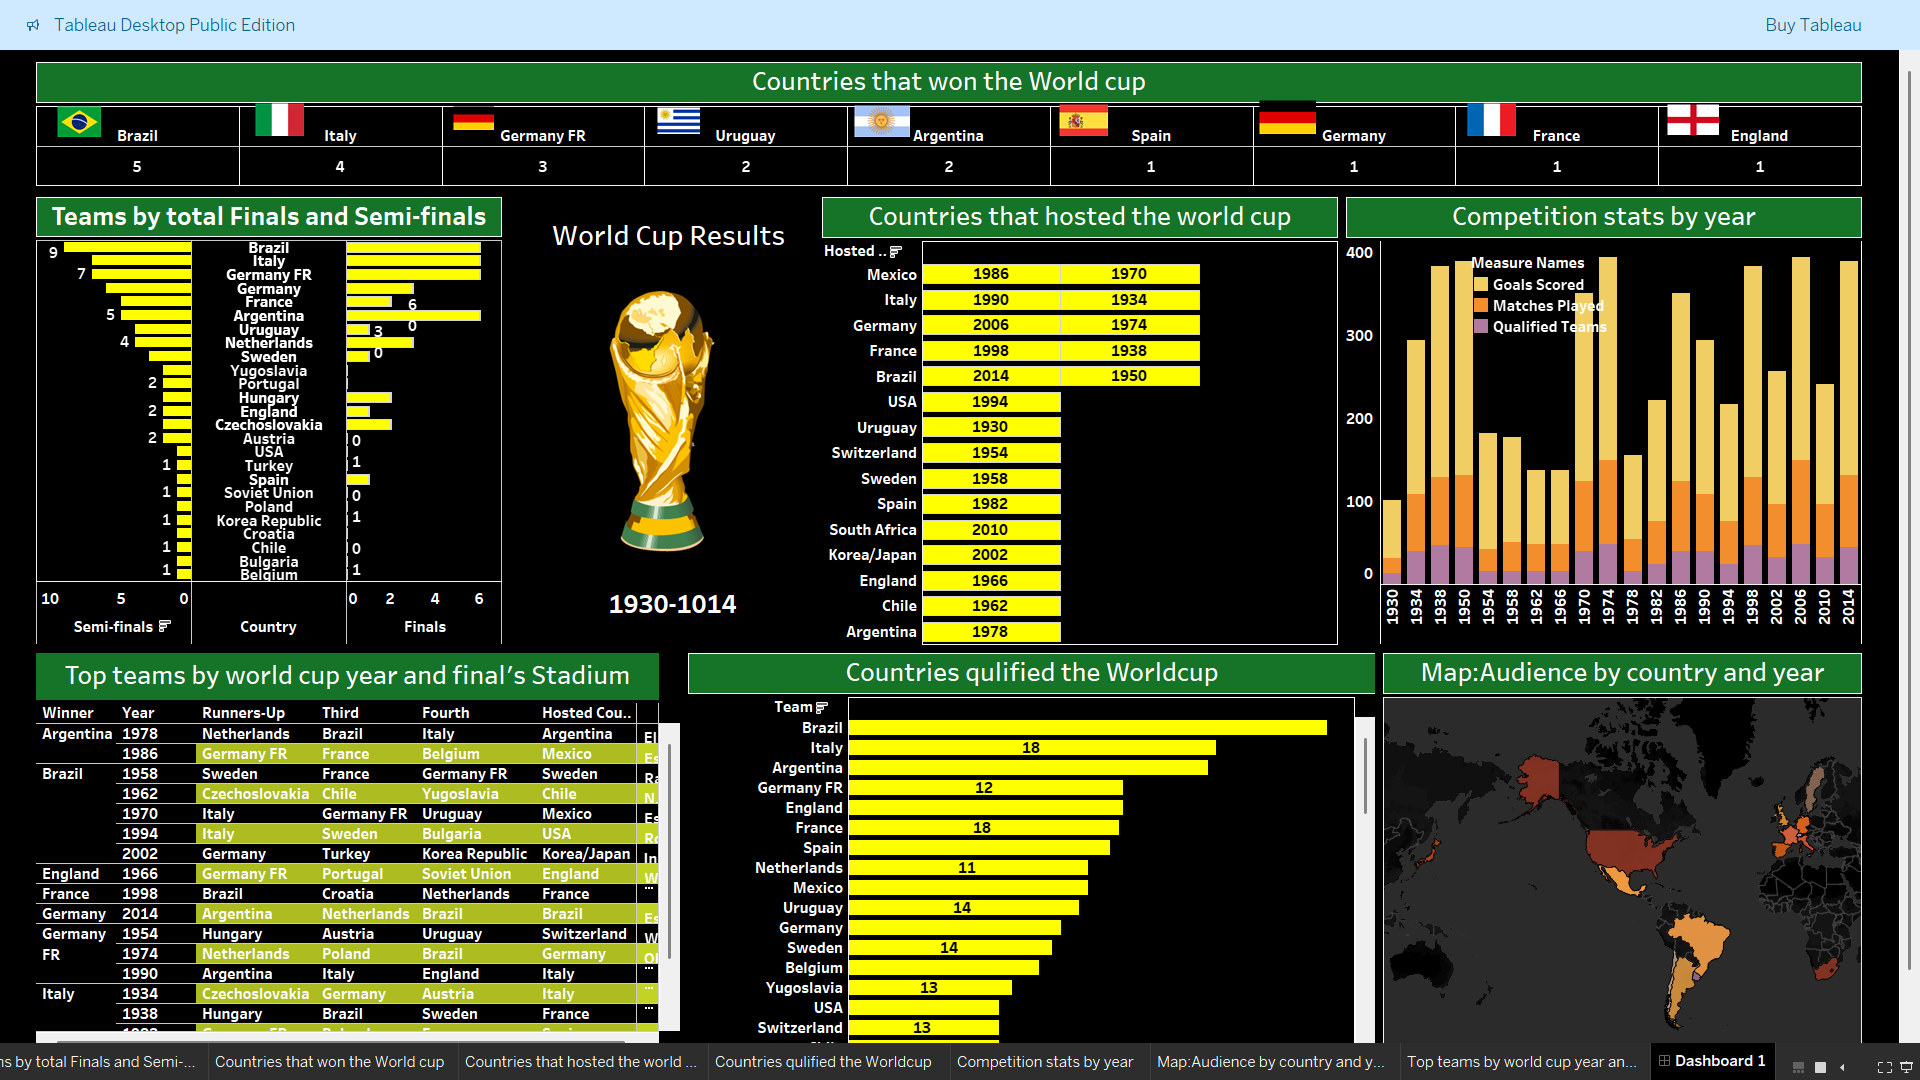 Tableau Desktop Public Edition
Buy Tableau
Countries that won the World cup
Brazil Italy Germany FR Uruguay Argentina Spain Germany France England
5 4 3 2 2 1 1 1 1
Teams by total Finals and Semi-finals
9 Brazil
Italy
7 Germany FR
Germany
France 6
5 Argentina 0
Uruguay 3
4 Netherlands 0
Sweden
Yugoslavia
2 Portugal
Hungary
2 England
Czechoslovakia
2 Austria 0
USA
1 Turkey 1
Spain
1 Soviet Union 0
Poland
1 Korea Republic 1
Croatia
1 Chile 0
Bulgaria
1 Belgium 1
10 5 0 0 2 4 6
Semi-finals Country Finals
World Cup Results
1930-1014
Countries that hosted the world cup
Hosted ..
Mexico 1986 1970
Italy 1990 1934
Germany 2006 1974
France 1998 1938
Brazil 2014 1950
USA 1994
Uruguay 1930
Switzerland 1954
Sweden 1958
Spain 1982
South Africa 2010
Korea/Japan 2002
England 1966
Chile 1962
Argentina 1978
Competition stats by year
400
300
200
100
0
Measure Names
Goals Scored
Matches Played
Qualified Teams
1930 1934 1938 1950 1954 1958 1962 1966 1970 1974 1978 1982 1986 1990 1994 1998 2002 2006 2010 2014
Top teams by world cup year and final's Stadium
Winner Year Runners-Up Third Fourth Hosted Cou..
Argentina 1978 Netherlands Brazil Italy Argentina El
1986 Germany FR France Belgium Mexico Es
Brazil 1958 Sweden France Germany FR Sweden Ra
1962 Czechoslovakia Chile Yugoslavia Chile N.
1970 Italy Germany FR Uruguay Mexico Es
1994 Italy Sweden Bulgaria USA Ro
2002 Germany Turkey Korea Republic Korea/Japan In
England 1966 Germany FR Portugal Soviet Union England W
France 1998 Brazil Croatia Netherlands France ...
Germany 2014 Argentina Netherlands Brazil Brazil Es
Germany 1954 Hungary Austria Uruguay Switzerland W
FR 1974 Netherlands Poland Brazil Germany Ol
1990 Argentina Italy England Italy ...
Italy 1934 Czechoslovakia Germany Austria Italy ...
1938 Hungary Brazil Sweden France ...
Countries qulified the Worldcup
Team
Brazil
Italy 18
Argentina
Germany FR 12
England
France 18
Spain
Netherlands 11
Mexico
Uruguay 14
Germany
Sweden 14
Belgium
Yugoslavia 13
USA
Switzerland 13
Map:Audience by country and year
ns by total Finals and Semi-...
Countries that won the World cup
Countries that hosted the world ...
Countries qulified the Worldcup
Competition stats by year
Map:Audience by country and y...
Top teams by world cup year an...
Dashboard 1